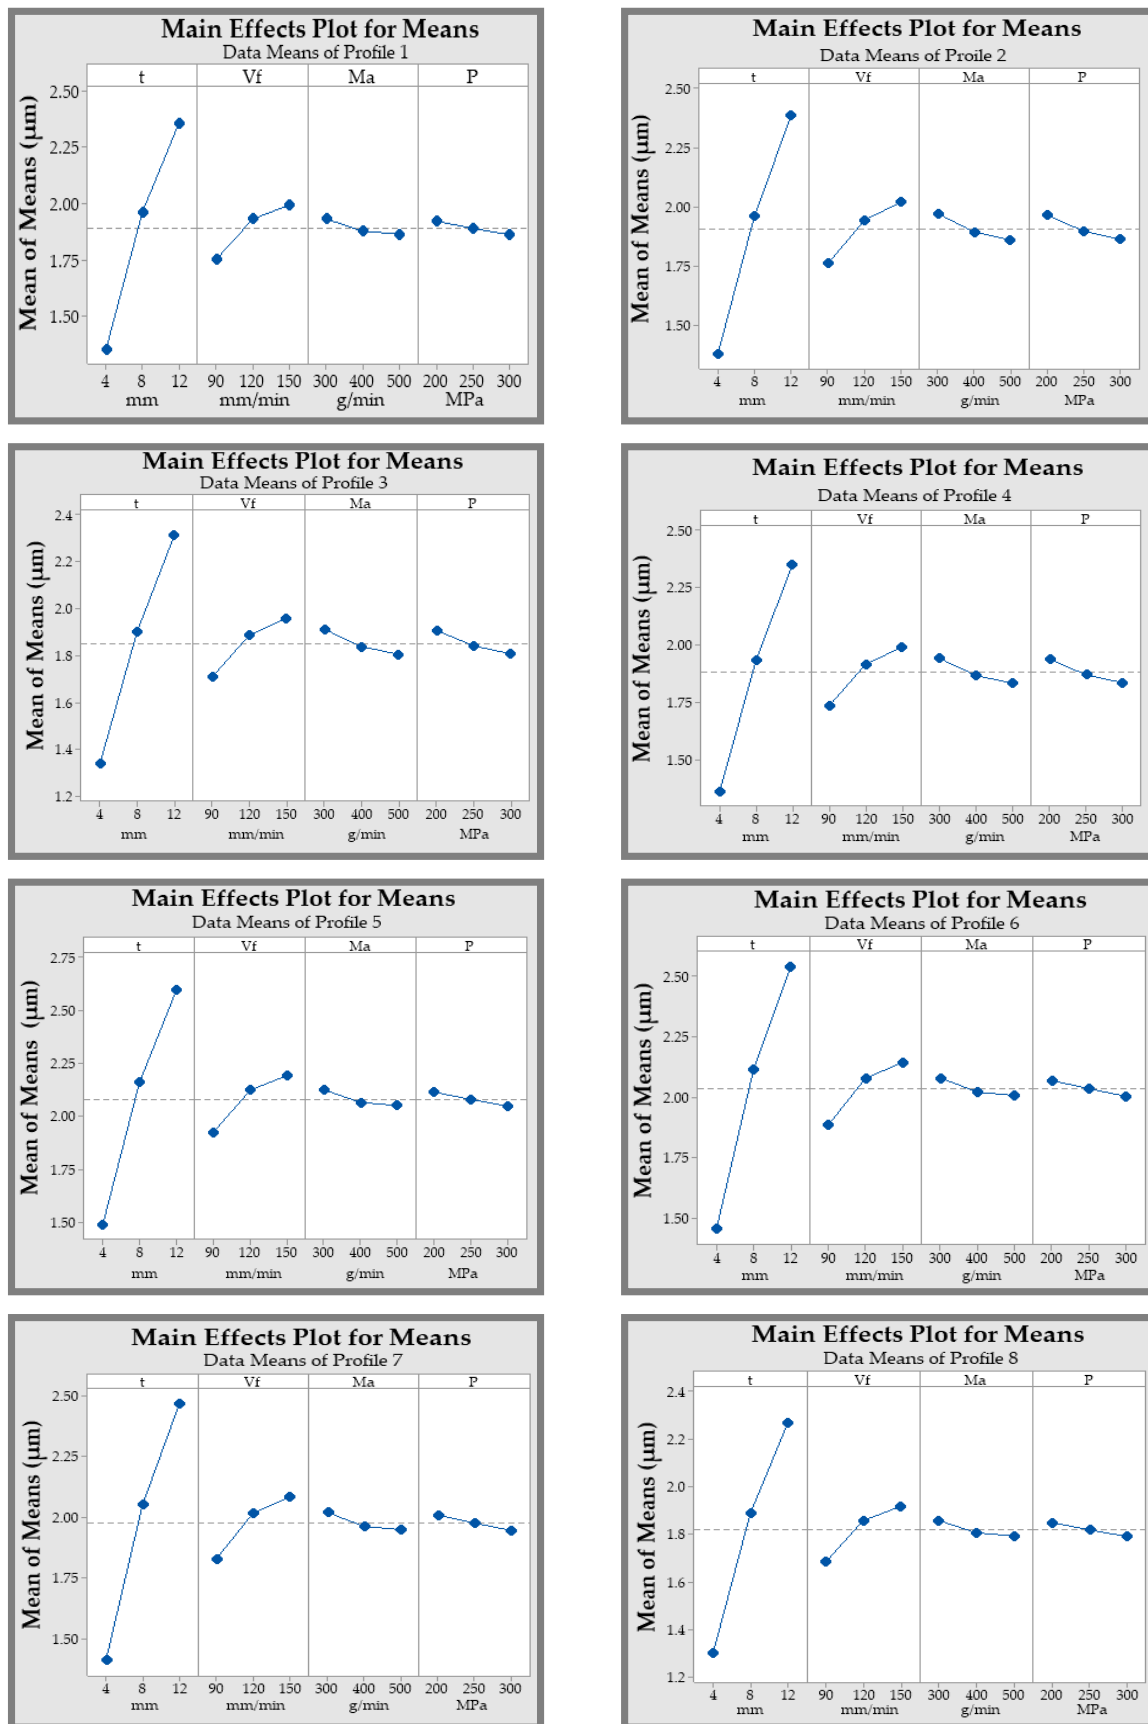 Main Effects Plot for Means
Data Means of Profile 1
t Vf Ma P
Mean of Means (µm)
2.50
2.25
2.00
1.75
1.50
4 8 12 90 120 150 300 400 500 200 250 300
mm mm/min g/min MPa
Main Effects Plot for Means
Data Means of Proile 2
t Vf Ma P
Mean of Means (µm)
2.50
2.25
2.00
1.75
1.50
4 8 12 90 120 150 300 400 500 200 250 300
mm mm/min g/min MPa
Main Effects Plot for Means
Data Means of Profile 3
t Vf Ma P
Mean of Means (µm)
2.4
2.2
2.0
1.8
1.6
1.4
1.2
4 8 12 90 120 150 300 400 500 200 250 300
mm mm/min g/min MPa
Main Effects Plot for Means
Data Means of Profile 4
t Vf Ma P
Mean of Means (µm)
2.50
2.25
2.00
1.75
1.50
4 8 12 90 120 150 300 400 500 200 250 300
mm mm/min g/min MPa
Main Effects Plot for Means
Data Means of Profile 5
t Vf Ma P
Mean of Means (µm)
2.75
2.50
2.25
2.00
1.75
1.50
4 8 12 90 120 150 300 400 500 200 250 300
mm mm/min g/min MPa
Main Effects Plot for Means
Data Means of Profile 6
t Vf Ma P
Mean of Means (µm)
2.50
2.25
2.00
1.75
1.50
4 8 12 90 120 150 300 400 500 200 250 300
mm mm/min g/min MPa
Main Effects Plot for Means
Data Means of Profile 7
t Vf Ma P
Mean of Means (µm)
2.50
2.25
2.00
1.75
1.50
4 8 12 90 120 150 300 400 500 200 250 300
mm mm/min g/min MPa
Main Effects Plot for Means
Data Means of Profile 8
t Vf Ma P
Mean of Means (µm)
2.4
2.2
2.0
1.8
1.6
1.4
1.2
4 8 12 90 120 150 300 400 500 200 250 300
mm mm/min g/min MPa